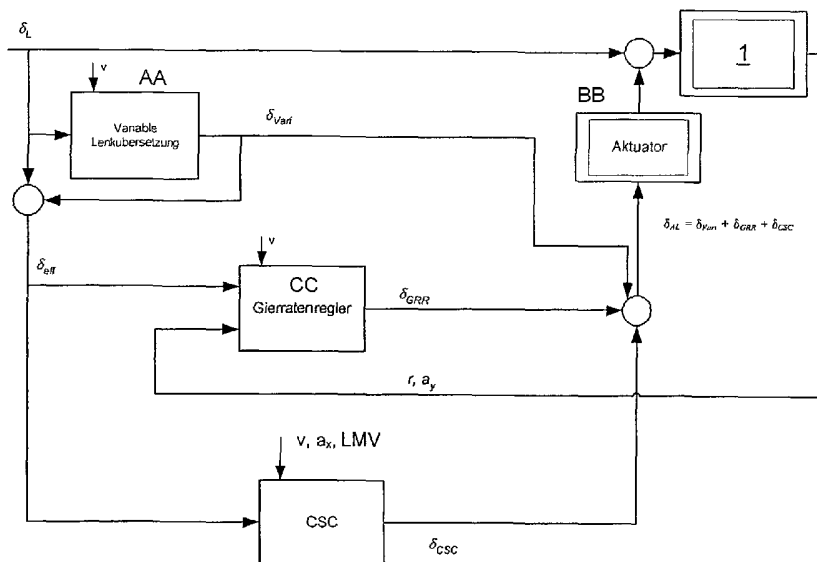 δL
1
v
AA
BB
Variable
Lenkubersetzung
δVari
Aktuator
δAL = δVari + δGRR + δCSC
δeff
v
CC
Gierratenregler
δGRR
r, ay
v, ax, LMV
CSC
δCSC